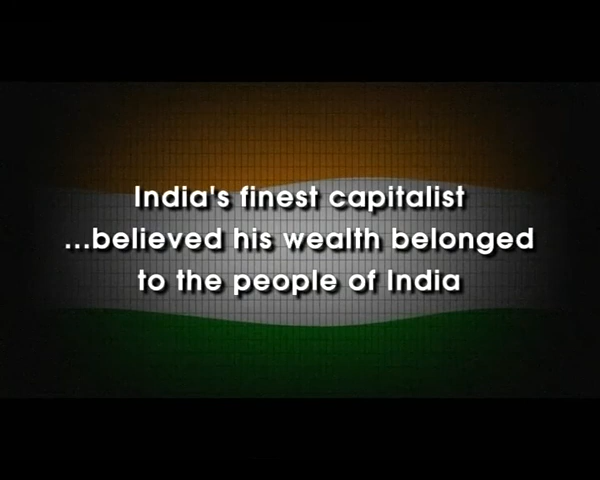 India's finest capitalist
...believed his wealth belonged
to the people of India